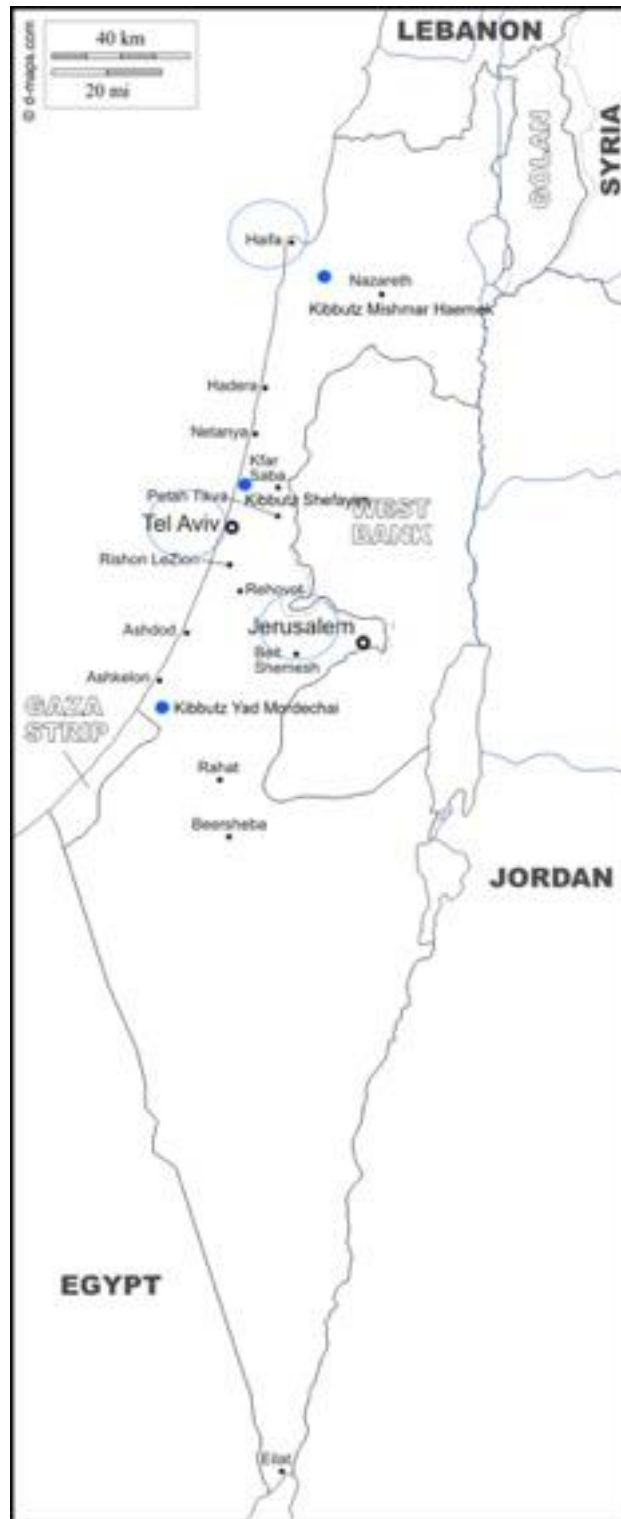 LEBANON
40 km
20 mi
© d-maps.com
GOLAN
SYRIA
Haifa
Nazareth
Kibbutz Mishmar Haemek
Hadera
Netanya
Kfar
Saba
Petah Tikva
Kibbutz Shefayim
WEST
BANK
Tel Aviv
Rishon LeZion
Rehovot
Jerusalem
Ashdod
Beit
Shemesh
Ashkelon
GAZA
STRIP
Kibbutz Yad Mordechai
Rahat
Beersheba
JORDAN
EGYPT
Eilat